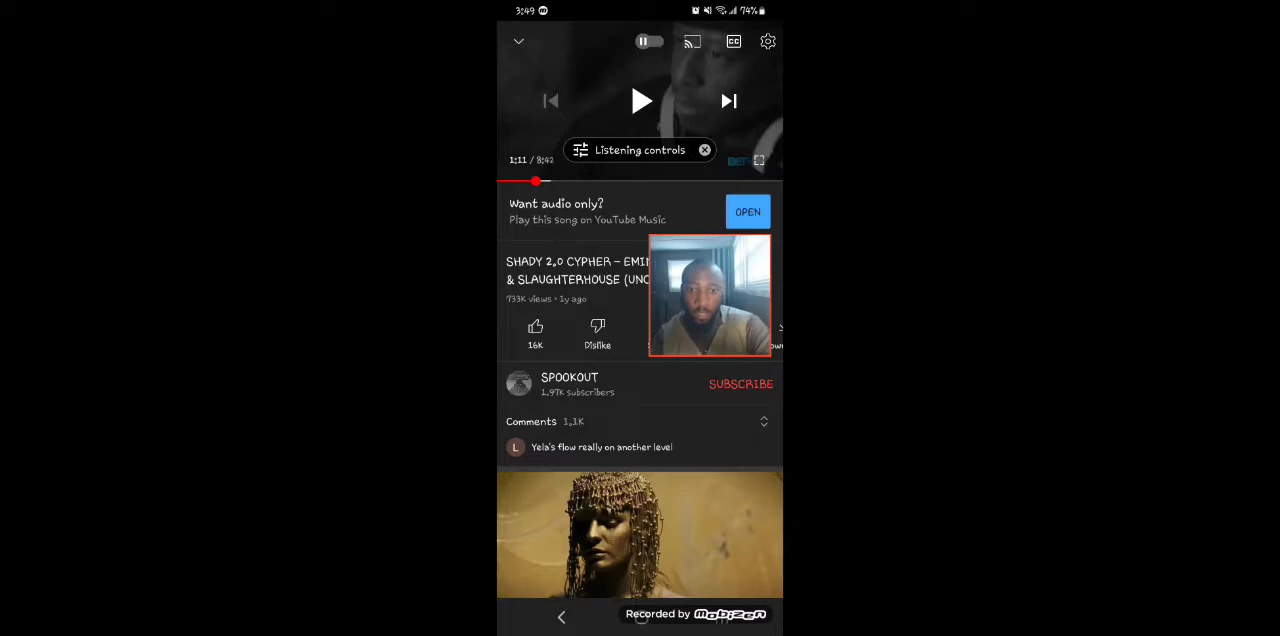 3:49
74%
CC
Listening controls
1:11 / 8:42
BET
Want audio only?
Play this song on YouTube Music
OPEN
SHADY 2.0 CYPHER – EMIN
& SLAUGHTERHOUSE (UNC
733K views • 1y ago
16K
Dislike
SPOOKOUT
1.97K subscribers
SUBSCRIBE
Comments 1.1K
L
Yela's flow really on another level
Recorded by mobizen